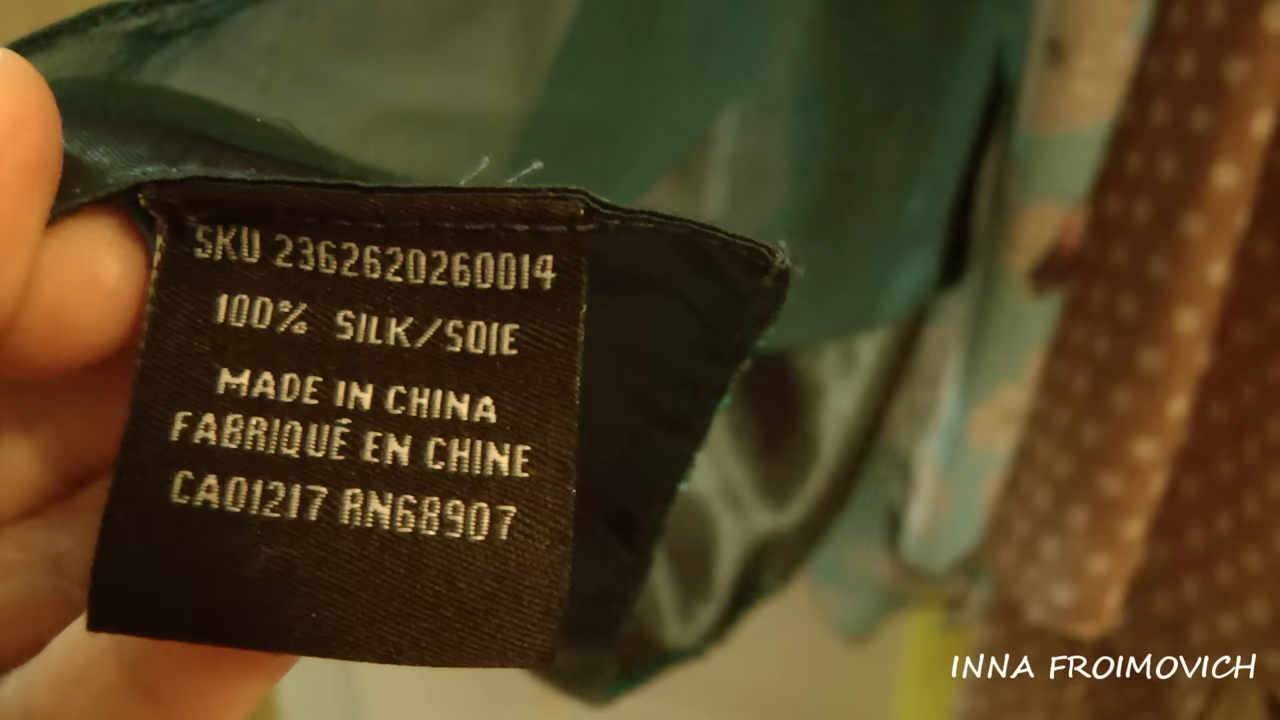 SKU 2362620260014
100% SILK/SOIE
MADE IN CHINA
FABRIQUÉ EN CHINE
CA01217 RN68907
INNA FROIMOVICH